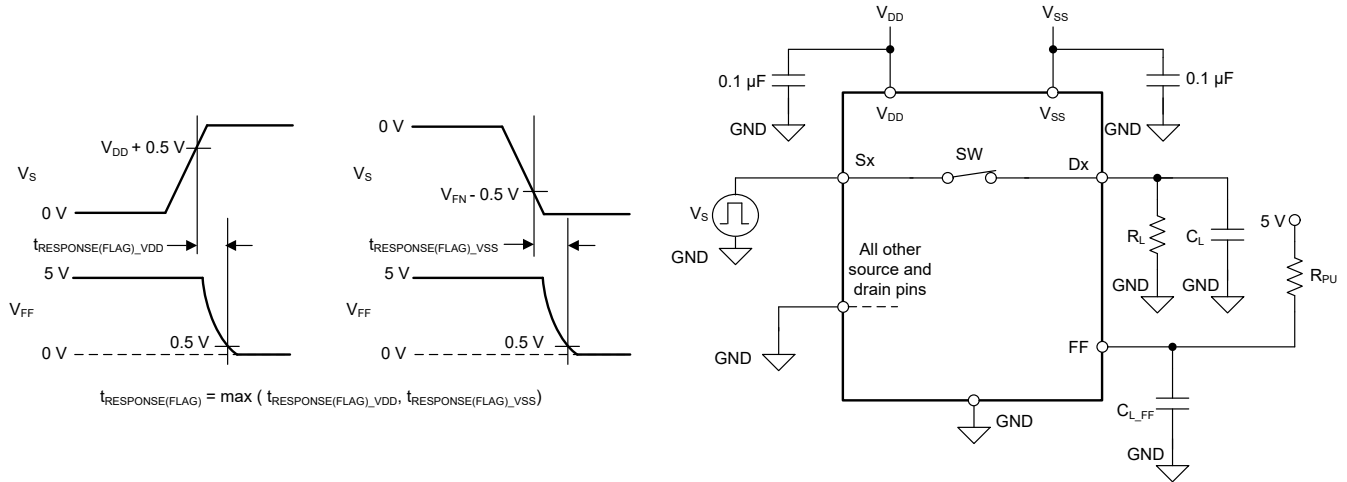 V_DD + 0.5 V
V_S
0 V
t_RESPONSE(FLAG)_VDD
5 V
V_FF
0.5 V
0 V
0 V
V_S
V_FN - 0.5 V
t_RESPONSE(FLAG)_VSS
5 V
V_FF
0.5 V
0 V
t_RESPONSE(FLAG) = max ( t_RESPONSE(FLAG)_VDD, t_RESPONSE(FLAG)_VSS)
V_DD
V_SS
0.1 µF
0.1 µF
GND
V_DD
V_SS
GND
Sx
SW
Dx
V_S
GND
All other
source and
drain pins
GND
R_L
C_L
5 V
R_PU
GND
GND
FF
C_L_FF
GND
GND